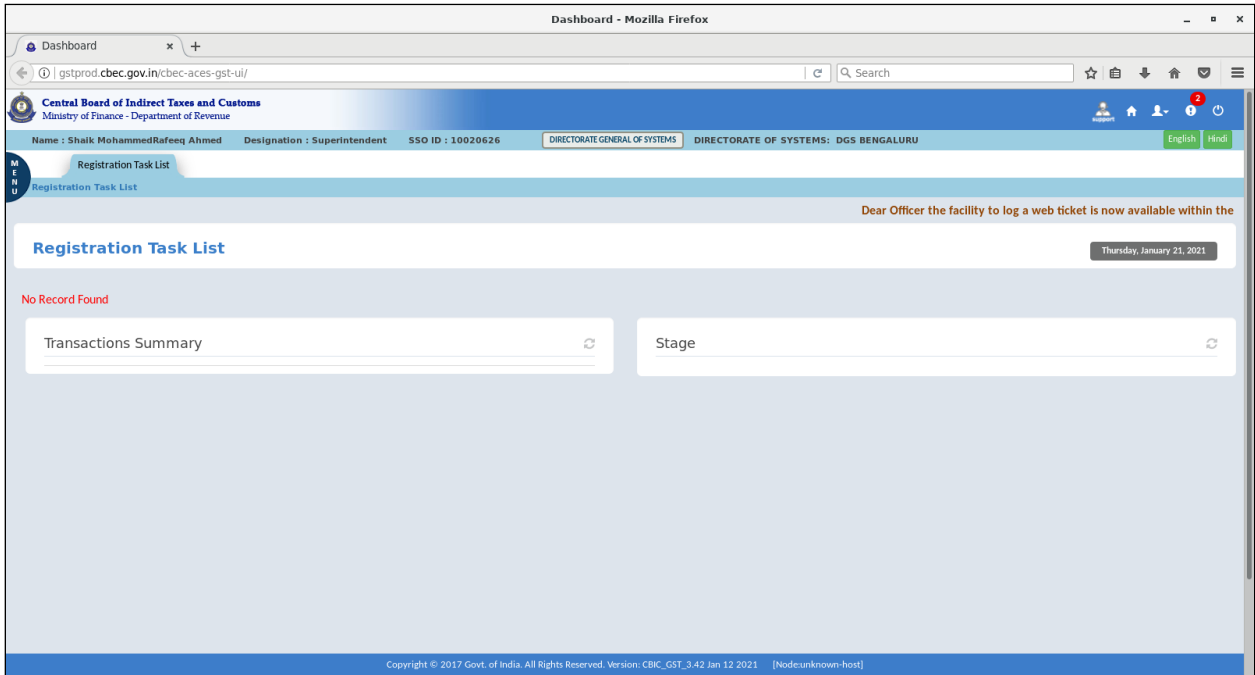 Dashboard - Mozilla Firefox
Dashboard
gstprod.cbec.gov.in/cbec-aces-gst-ui/
Search
Central Board of Indirect Taxes and Customs
Ministry of Finance - Department of Revenue
support
2
Name : Shaik MohammedRafeeq Ahmed Designation : Superintendent SSO ID : 10020626 DIRECTORATE GENERAL OF SYSTEMS DIRECTORATE OF SYSTEMS: DGS BENGALURU English Hindi
MENU
Registration Task List
Registration Task List
Dear Officer the facility to log a web ticket is now available within the
Registration Task List
Thursday, January 21, 2021
No Record Found
Transactions Summary
Stage
Copyright © 2017 Govt. of India. All Rights Reserved. Version: CBIC_GST_3.42 Jan 12 2021 [Node:unknown-host]